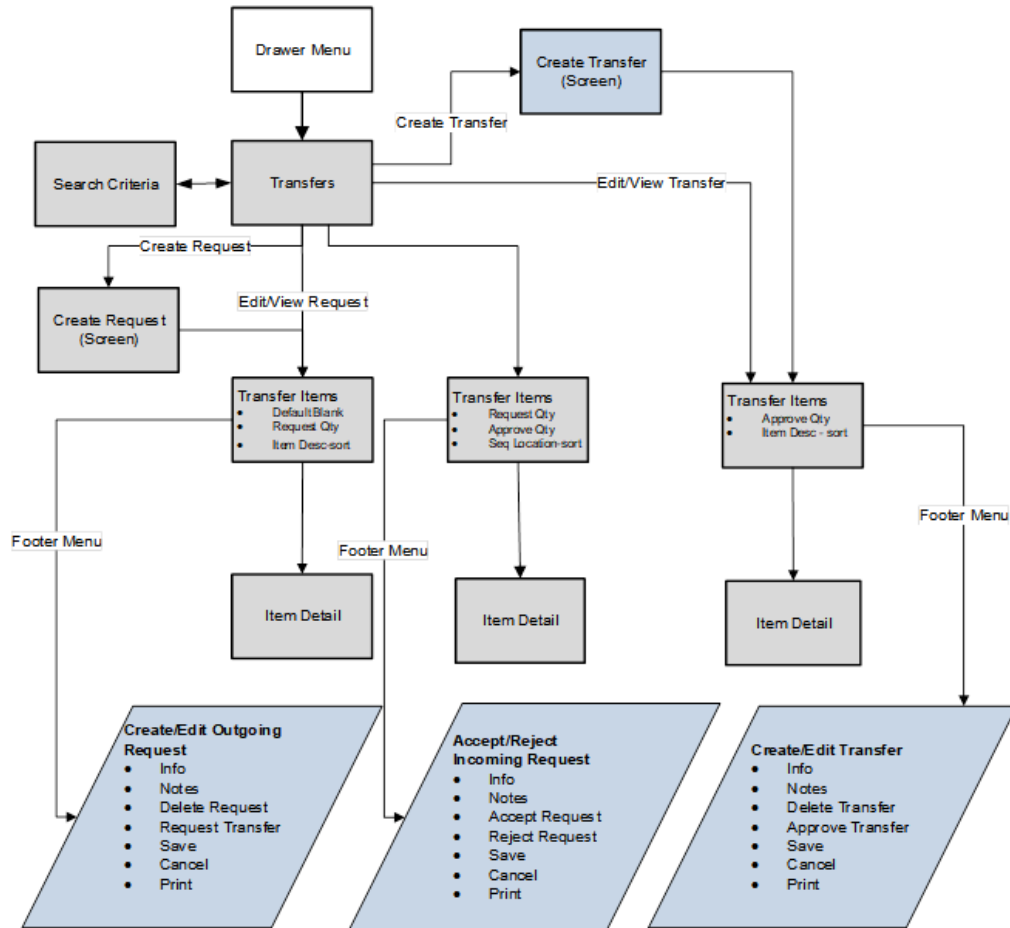 Drawer Menu
Create Transfer
(Screen)
Create Transfer
Search Criteria
Transfers
Edit/View Transfer
Create Request
Edit/View Request
Create Request
(Screen)
Transfer Items
• Default Blank
• Request Qty
• Item Desc-sort
Transfer Items
• Request Qty
• Approve Qty
• Seq Location-sort
Transfer Items
• Approve Qty
• Item Desc - sort
Footer Menu
Footer Menu
Footer Menu
Item Detail
Item Detail
Item Detail
Create/Edit Outgoing
Request
• Info
• Notes
• Delete Request
• Request Transfer
• Save
• Cancel
• Print
Accept/Reject
Incoming Request
• Info
• Notes
• Accept Request
• Reject Request
• Save
• Cancel
• Print
Create/Edit Transfer
• Info
• Notes
• Delete Transfer
• Approve Transfer
• Save
• Cancel
• Print